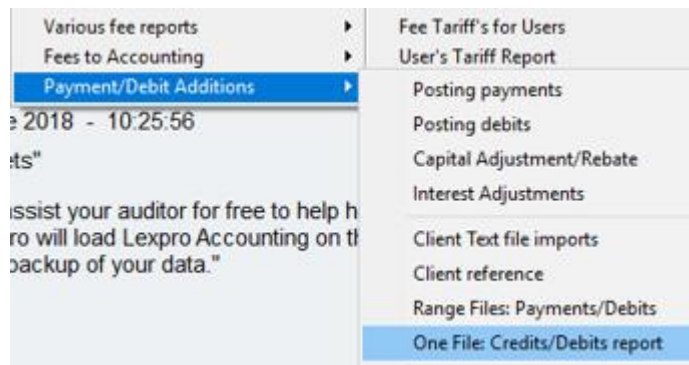 Various fee reports
Fees to Accounting
Payment/Debit Additions
Fee Tariff's for Users
User's Tariff Report
Posting payments
Posting debits
Capital Adjustment/Rebate
Interest Adjustments
Client Text file imports
Client reference
Range Files: Payments/Debits
One File: Credits/Debits report
2018 - 10:25:56
ets"
ssist your auditor for free to help h
ro will load Lexpro Accounting on th
backup of your data."